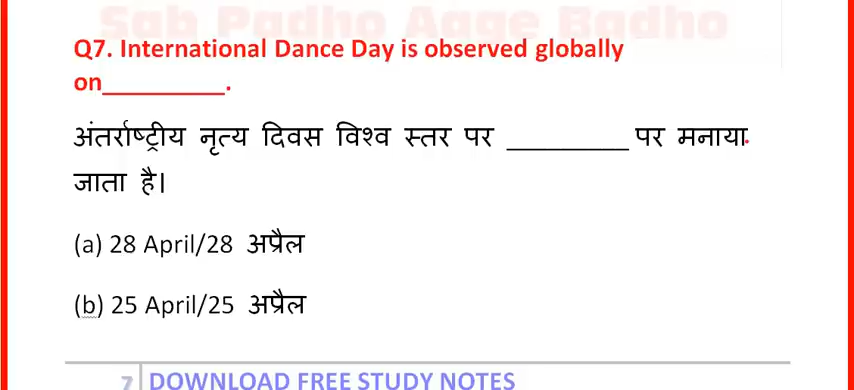 Sab Padho Aage Badho
Q7. International Dance Day is observed globally
on_________.
अंतर्राष्ट्रीय नृत्य दिवस विश्व स्तर पर _________ पर मनाया
जाता है।
(a) 28 April/28 अप्रैल
(b) 25 April/25 अप्रैल
7 DOWNLOAD FREE STUDY NOTES